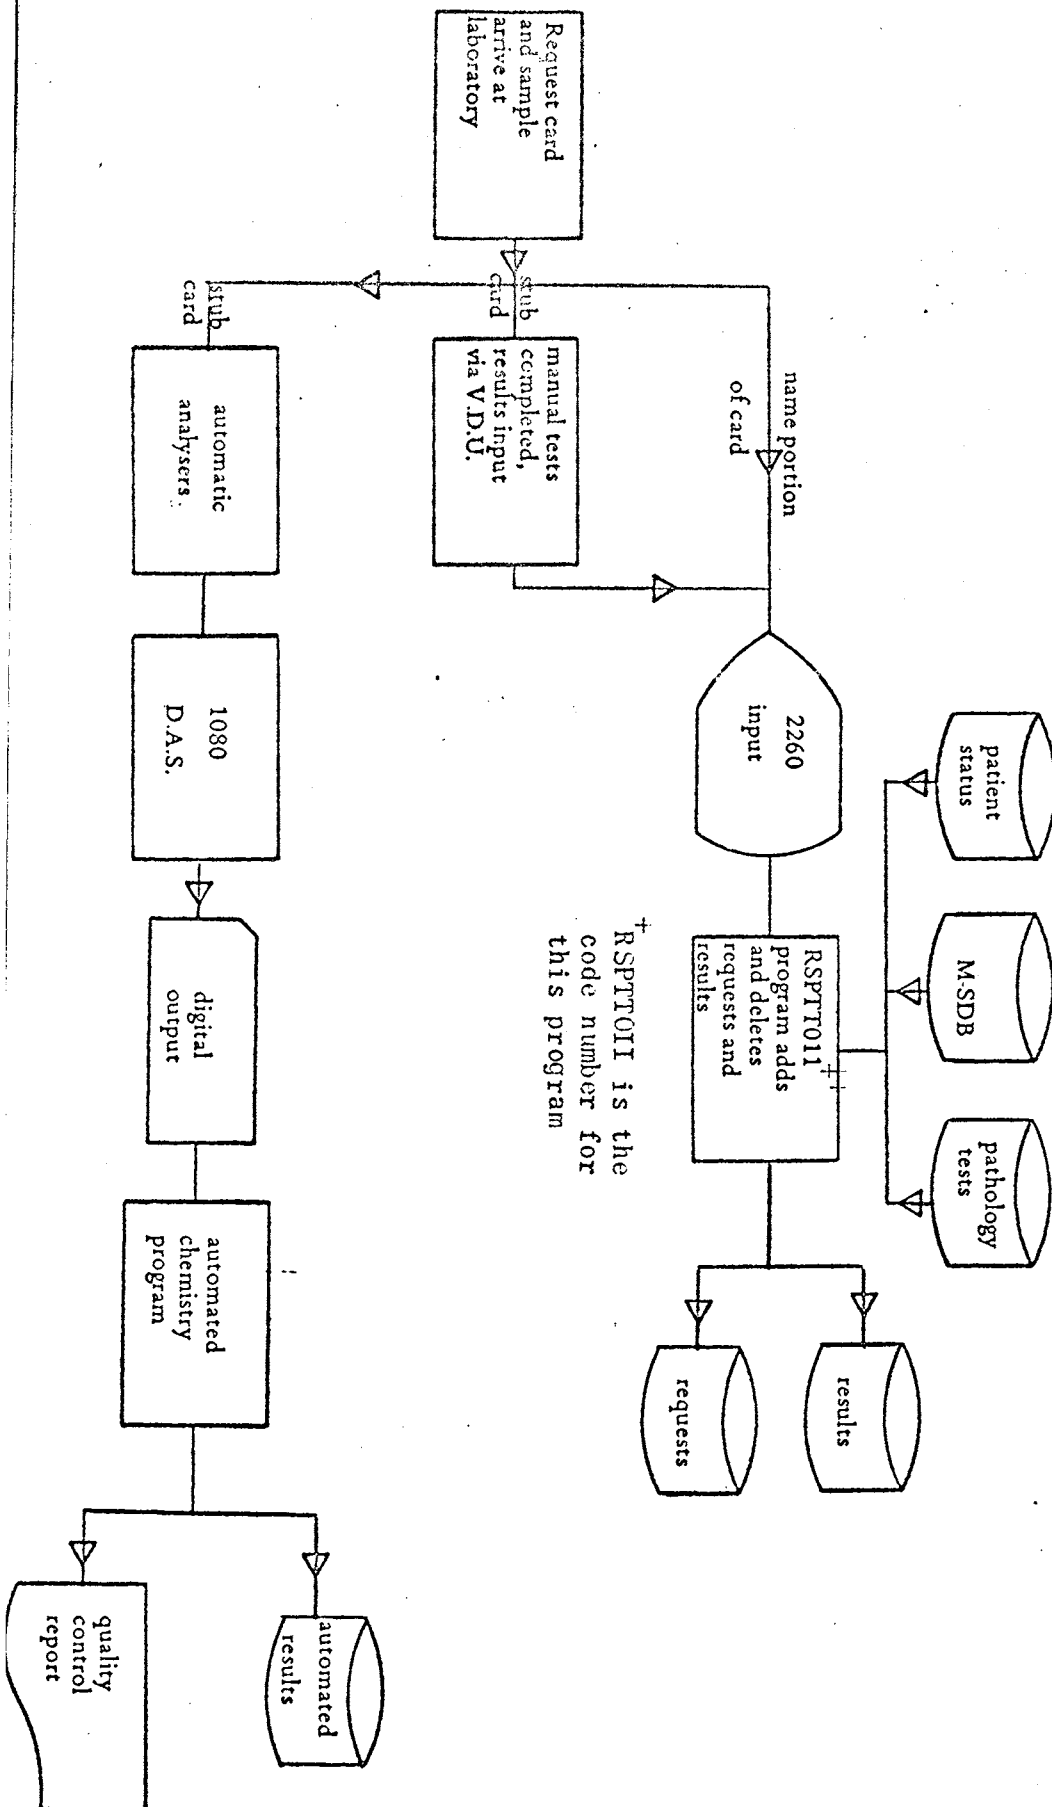 Request card
and sample
arrive at
laboratory
stub
card
stub
card
name portion
of card
manual tests
completed,
results input
via V.D.U.
automatic
analysers.
1080
D.A.S.
digital
output
automated
chemistry
program
automated
results
quality
control
report
2260
input
patient
status
M-SDB
pathology
tests
RSPTT011 +
program adds
and deletes
requests and
results
+ RSPTT0II is the
code number for
this program
results
requests